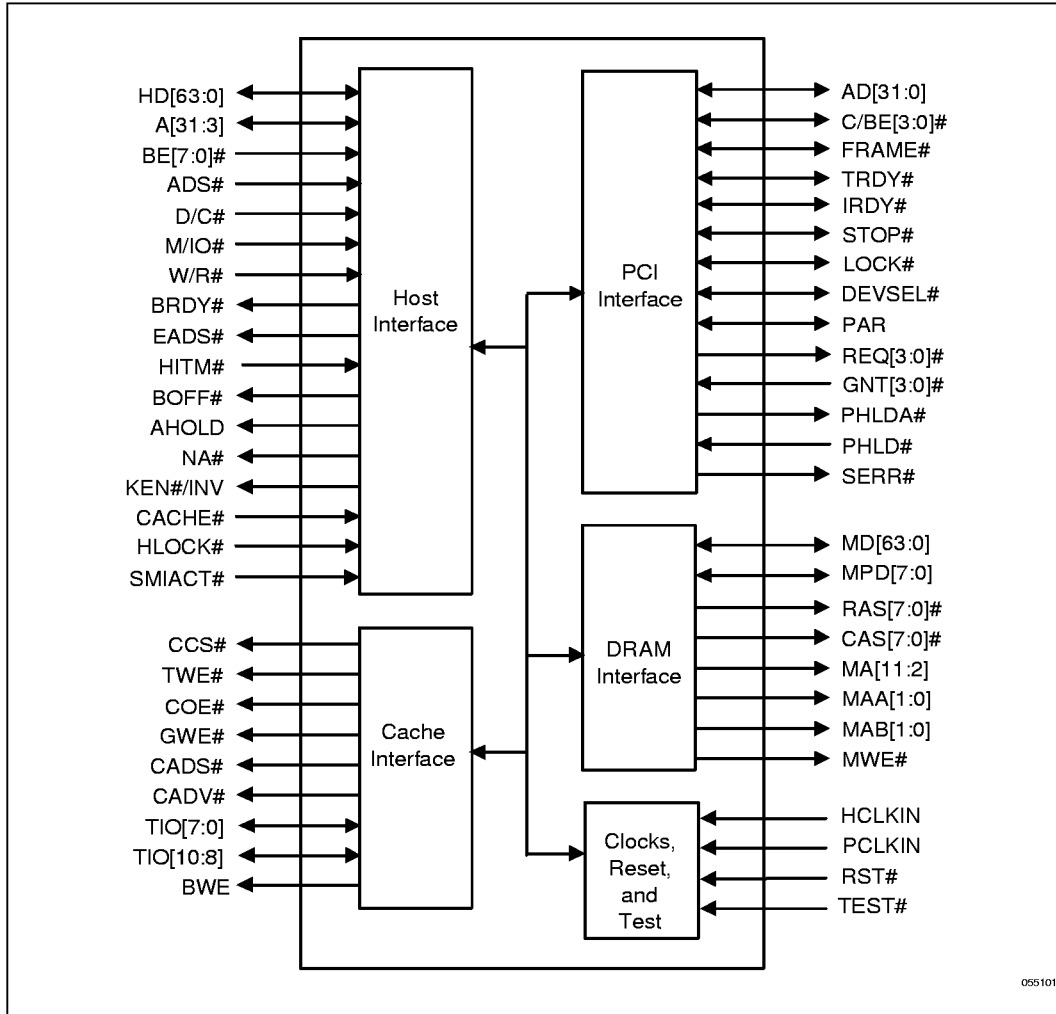 HD[63:0]
A[31:3]
BE[7:0]#
ADS#
D/C#
M/IO#
W/R#
BRDY#
EADS#
HITM#
BOFF#
AHOLD
NA#
KEN#/INV
CACHE#
HLOCK#
SMIACT#
Host
Interface
CCS#
TWE#
COE#
GWE#
CADS#
CADV#
TIO[7:0]
TIO[10:8]
BWE
Cache
Interface
PCI
Interface
AD[31:0]
C/BE[3:0]#
FRAME#
TRDY#
IRDY#
STOP#
LOCK#
DEVSEL#
PAR
REQ[3:0]#
GNT[3:0]#
PHLDA#
PHLD#
SERR#
DRAM
Interface
MD[63:0]
MPD[7:0]
RAS[7:0]#
CAS[7:0]#
MA[11:2]
MAA[1:0]
MAB[1:0]
MWE#
Clocks,
Reset,
and
Test
HCLKIN
PCLKIN
RST#
TEST#
055101